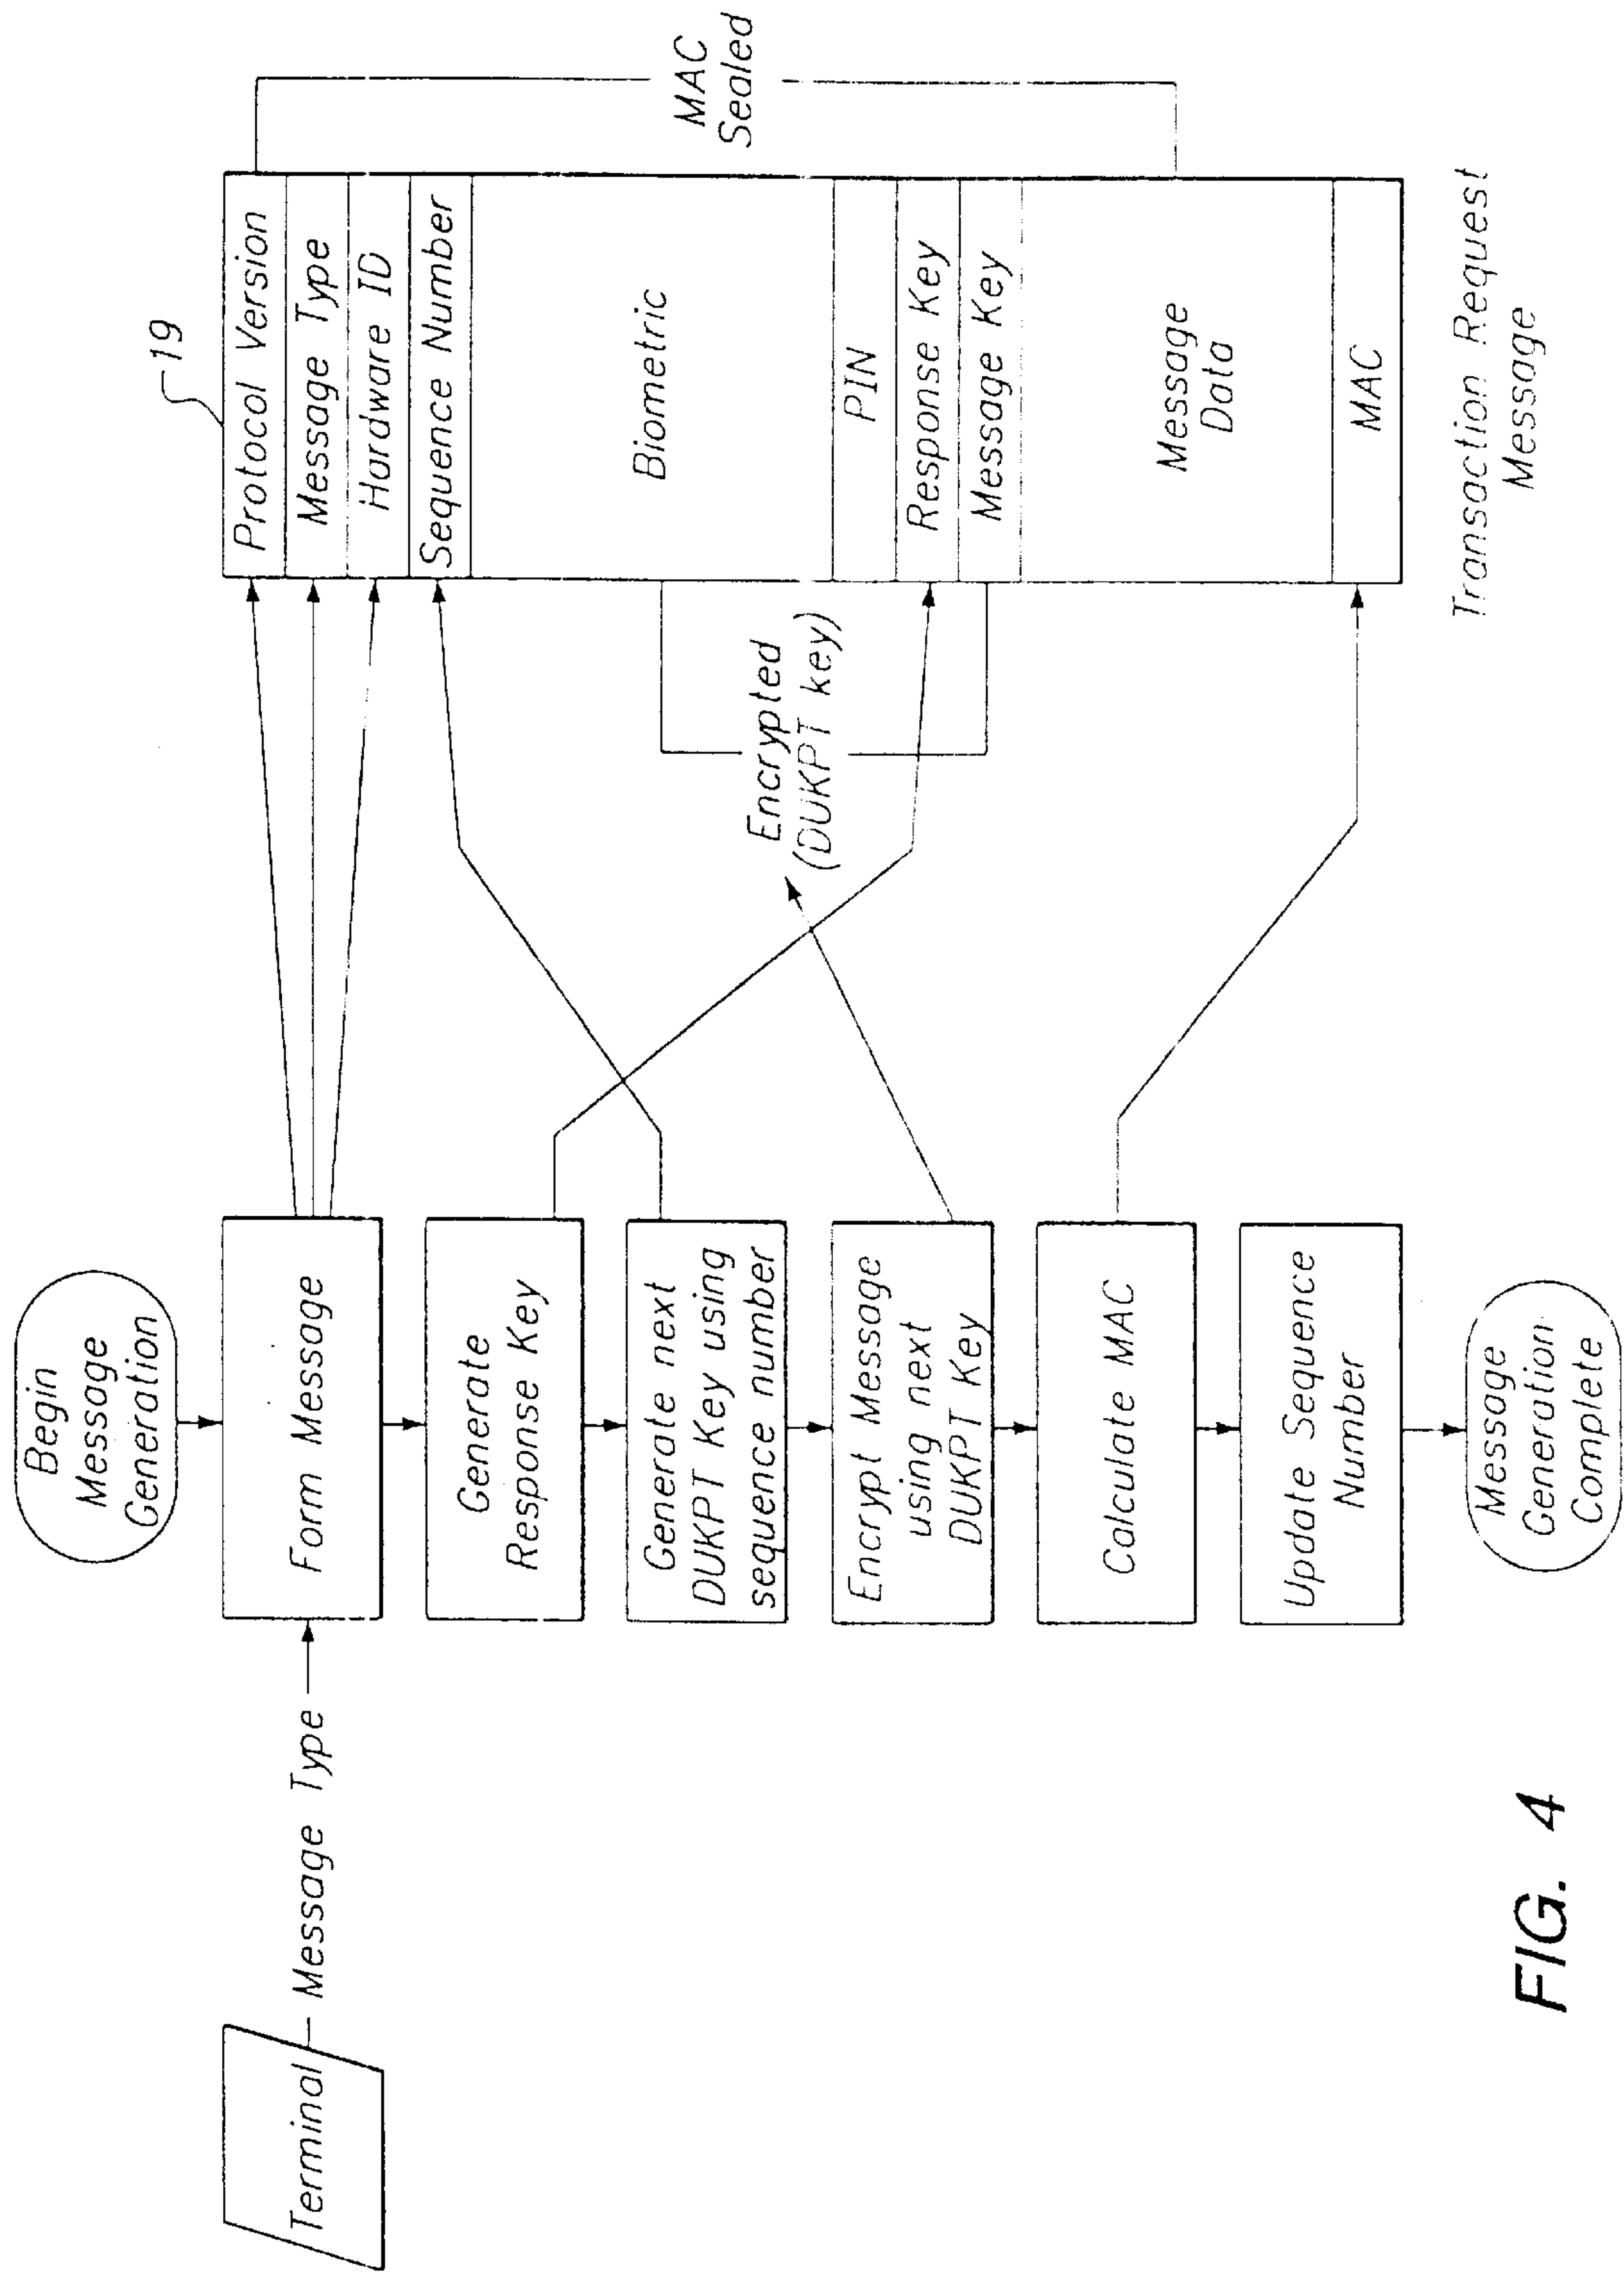 Begin
Message
Generation
Terminal
Message Type
Form Message
Generate
Response Key
Generate next
DUKPT Key using
sequence number
Encrypt Message
using next
DUKPT Key
Calculate MAC
Update Sequence
Number
Message
Generation
Complete
19
Protocol Version
Message Type
Hardware ID
Sequence Number
Biometric
PIN
Response Key
Message Key
Message
Data
MAC
Encrypted
(DUKPT key)
MAC
Sealed
Transaction Request
Message
FIG. 4